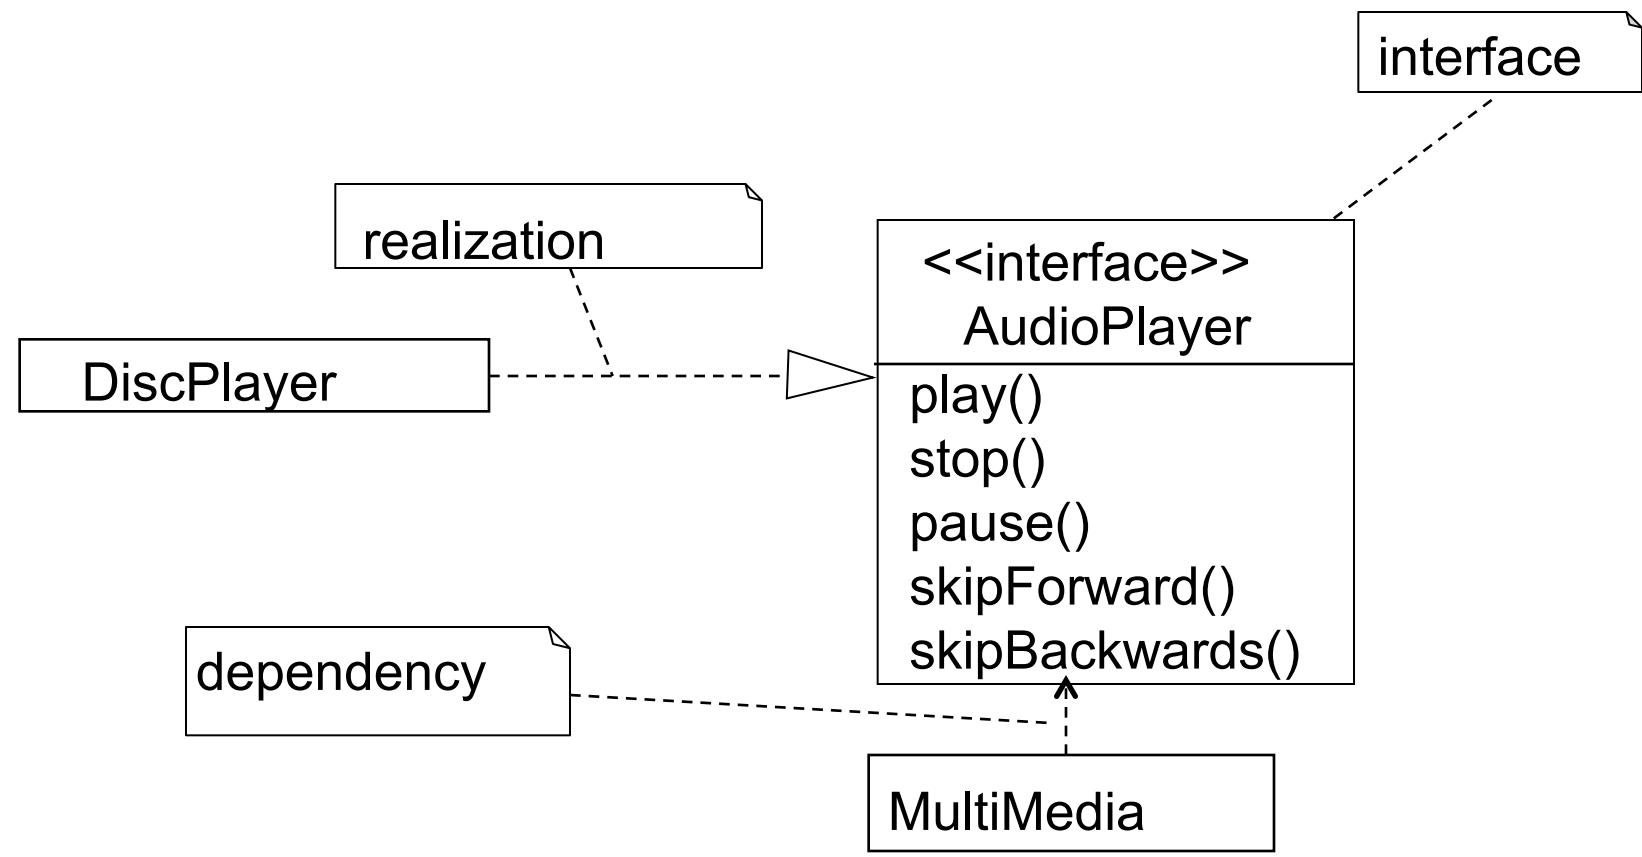 interface
realization
<<interface>>
AudioPlayer
DiscPlayer
play()
stop()
pause()
skipForward()
skipBackwards()
dependency
MultiMedia